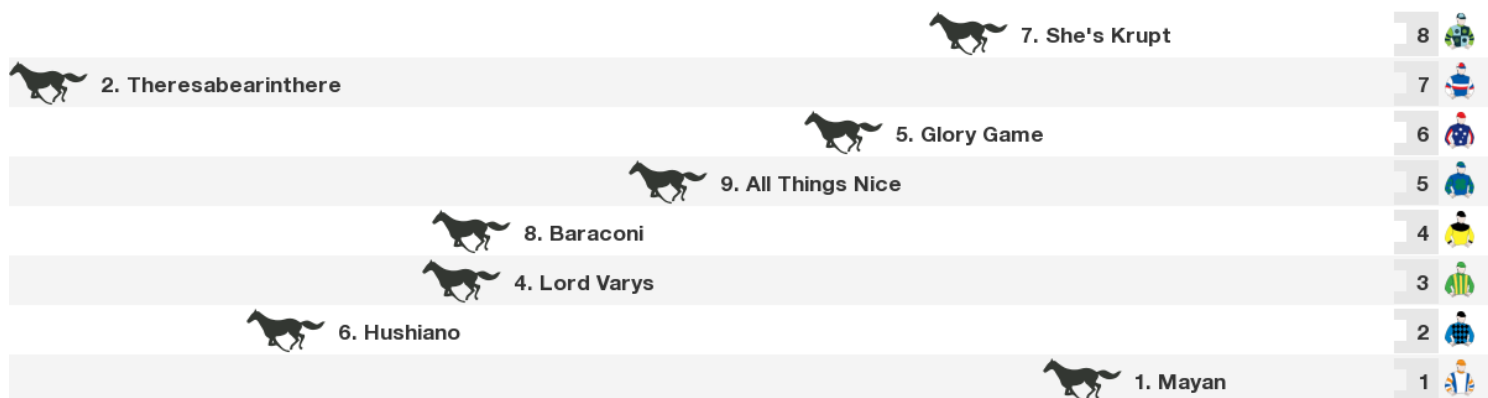 7. She's Krupt 8
2. Theresabearinthere 7
5. Glory Game 6
9. All Things Nice 5
8. Baraconi 4
4. Lord Varys 3
6. Hushiano 2
1. Mayan 1